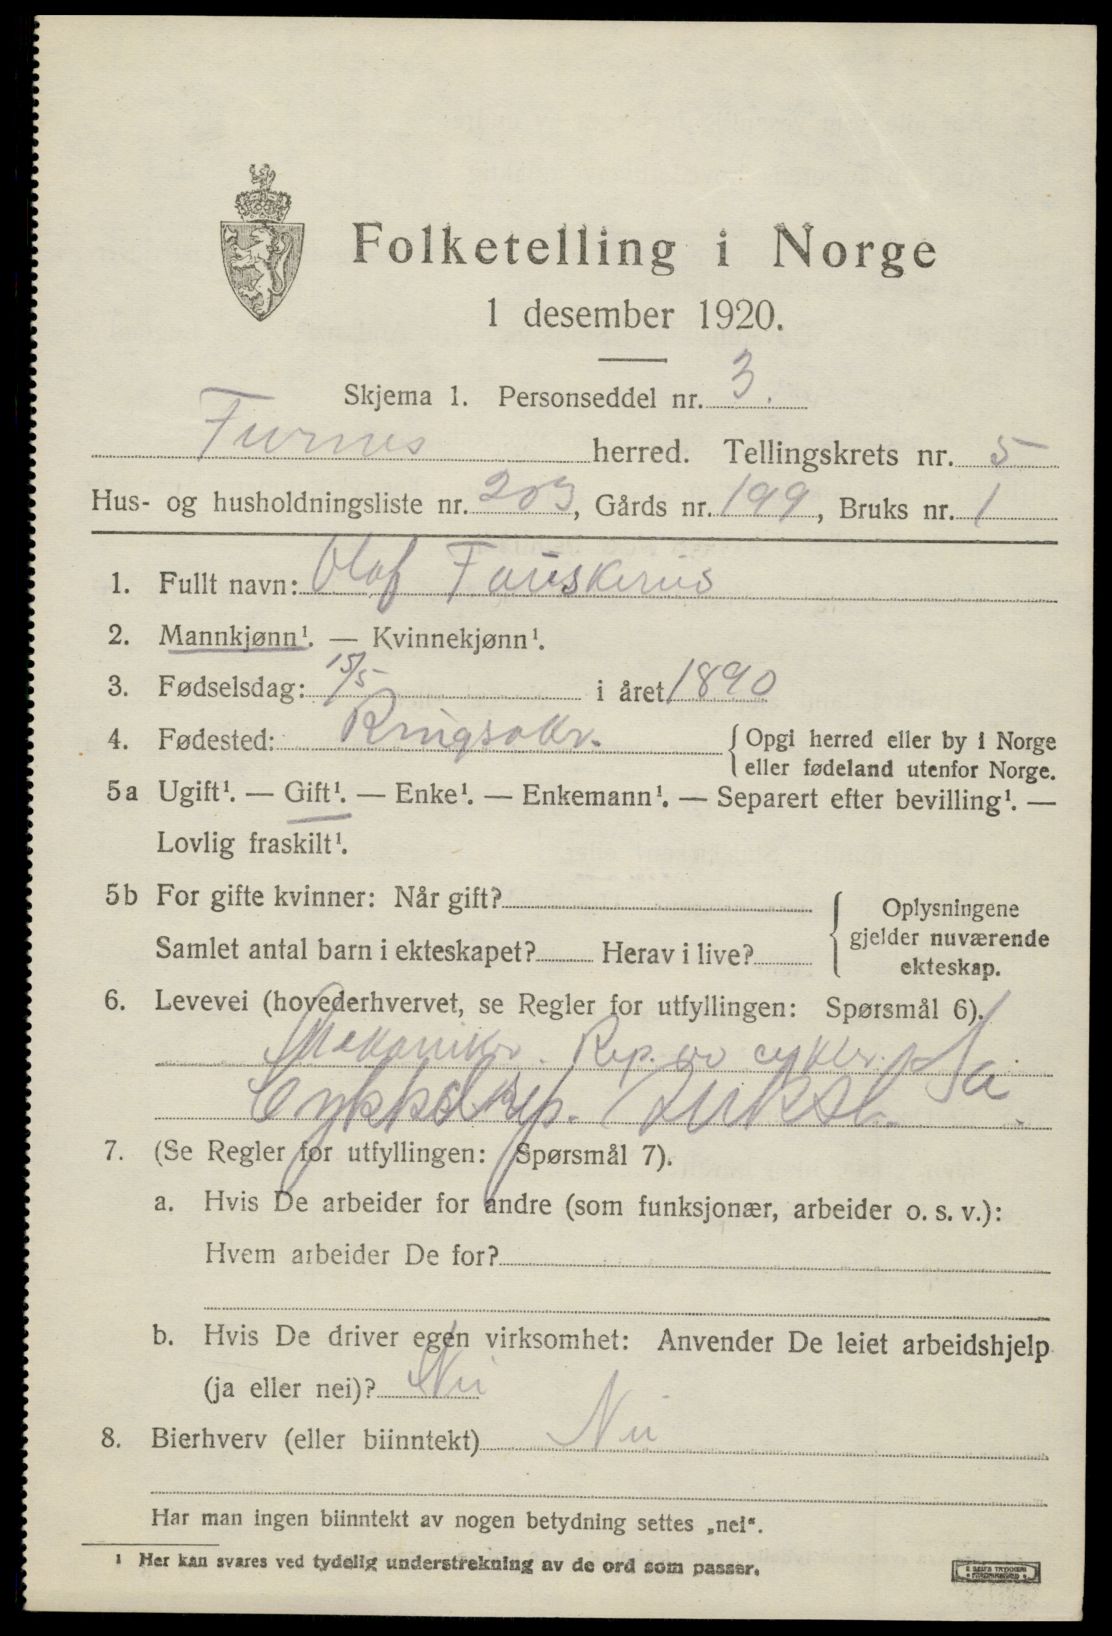 Folketelling i Norge
1 desember 1920.
Skjema 1. Personseddel nr. 3.
Furnes herred. Tellingskrets nr. 5
Hus- og husholdningsliste nr. 203, Gårds nr. 199, Bruks nr. 1
1. Fullt navn: Olaf Fauskerud
2. Mannkjønn¹. — Kvinnekjønn¹.
3. Fødselsdag: 15/5 i året 1890
4. Fødested: Ringsakr. { Opgi herred eller by i Norge
eller fødeland utenfor Norge.
5a Ugift¹. — Gift¹. — Enke¹. — Enkemann¹. — Separert efter bevilling¹. —
Lovlig fraskilt¹.
5b For gifte kvinner: Når gift?
Samlet antal barn i ekteskapet? Herav i live?
{ Oplysningene
gjelder nuværende
ekteskap.
6. Levevei (hovederhvervet, se Regler for utfyllingen: Spørsmål 6).
Mekaniker. Rep. av cykler.
7. (Se Regler for utfyllingen: Spørsmål 7).
a. Hvis De arbeider for andre (som funksjonær, arbeider o. s. v.):
Hvem arbeider De for?
b. Hvis De driver egen virksomhet: Anvender De leiet arbeidshjelp
(ja eller nei)? Nei
8. Bierhverv (eller biinntekt) Nei
Har man ingen biinntekt av nogen betydning settes „nei“.
¹ Her kan svares ved tydelig understrekning av de ord som passer.